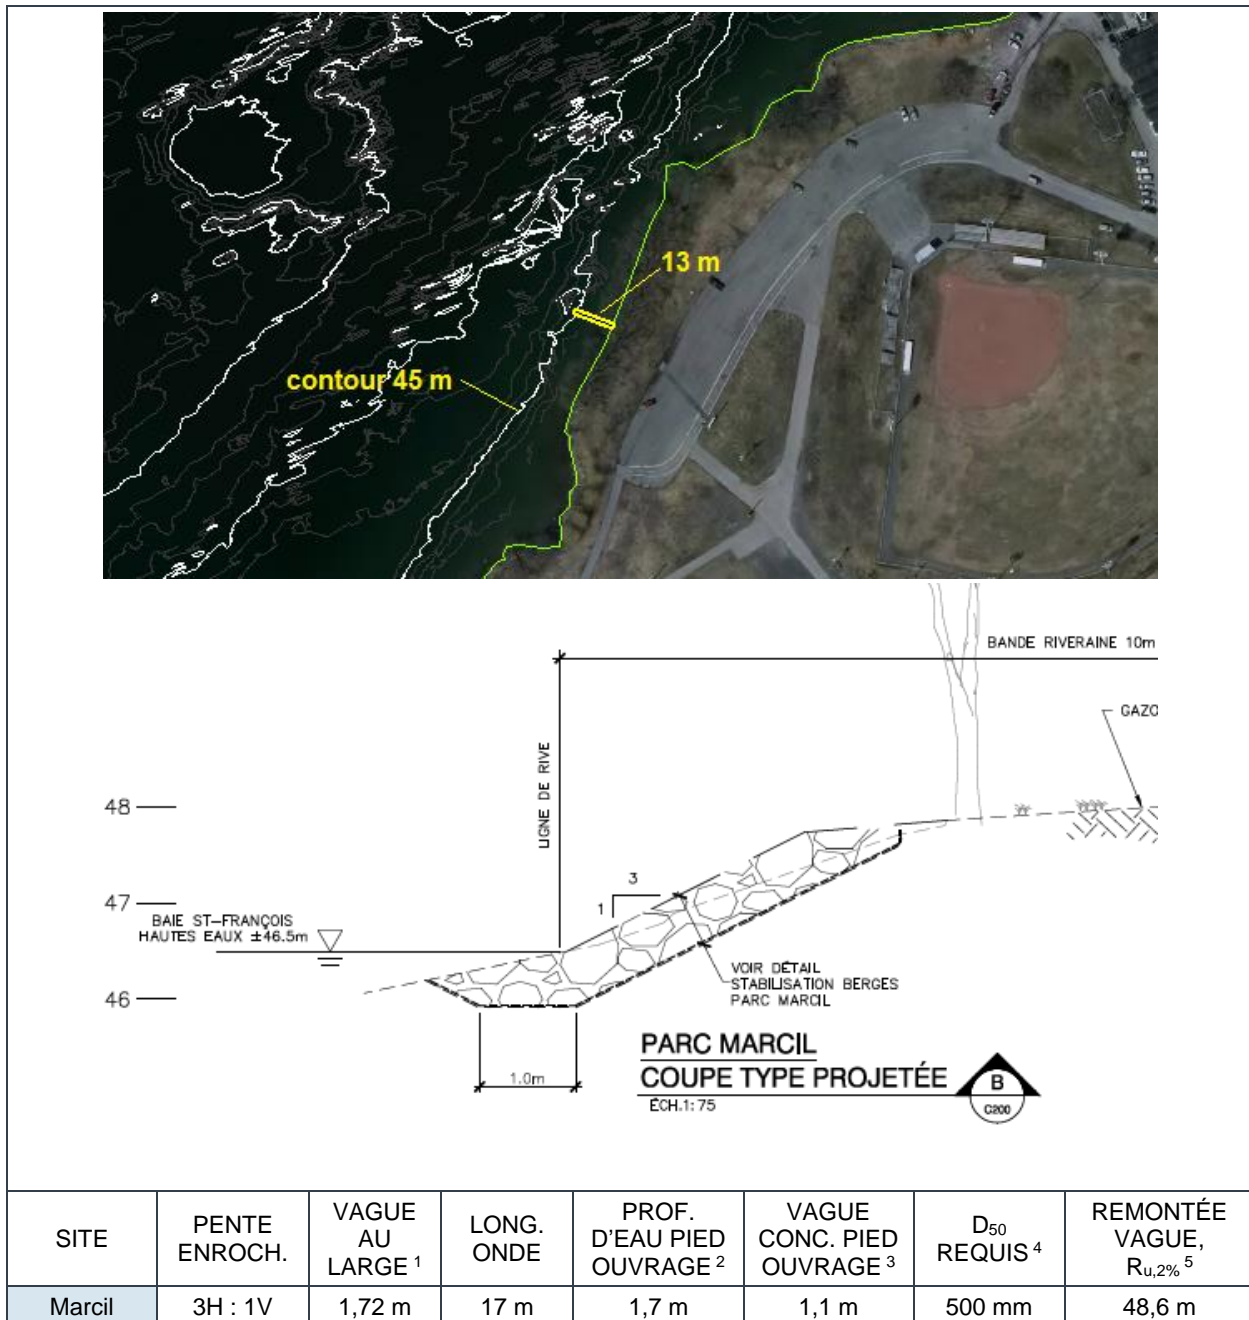 13 m
contour 45 m
BANDE RIVERAINE 10m
GAZO
LIGNE DE RIVE
48
47
46
BAIE ST-FRANÇOIS
HAUTES EAUX ±46.5m
3
1
VOIR DÉTAIL
STABILISATION BERGES
PARC MARCIL
1.0m
PARC MARCIL
COUPE TYPE PROJETÉE
ÉCH.1:75
B
C200
SITE
PENTE
ENROCH.
VAGUE
AU
LARGE 1
LONG.
ONDE
PROF.
D'EAU PIED
OUVRAGE 2
VAGUE
CONC. PIED
OUVRAGE 3
D50
REQUIS 4
REMONTÉE
VAGUE,
Ru,2% 5
Marcil
3H : 1V
1,72 m
17 m
1,7 m
1,1 m
500 mm
48,6 m